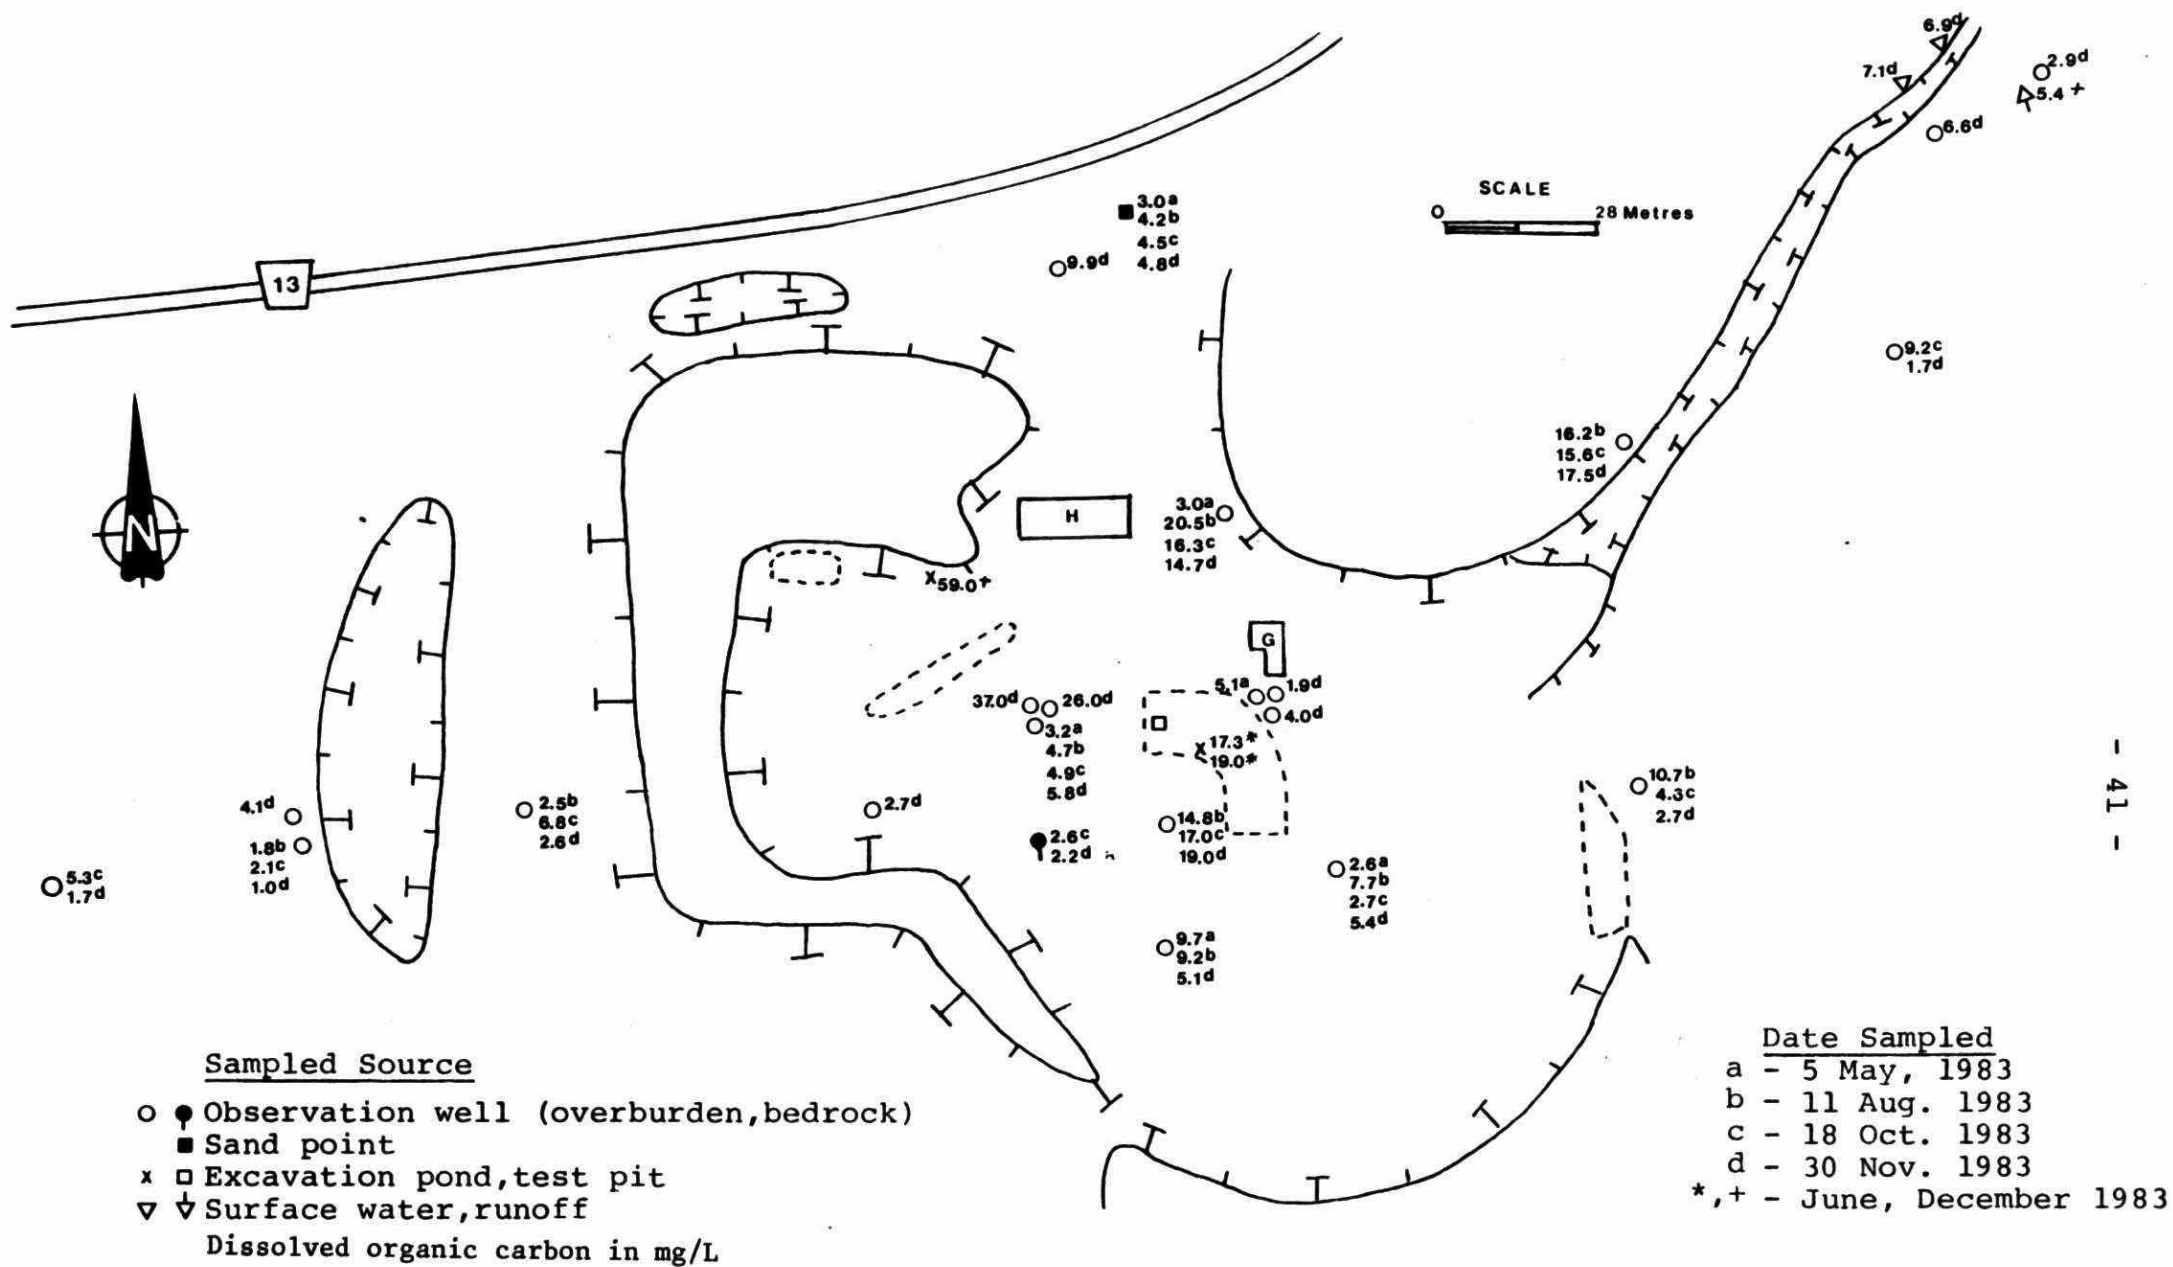 6.9d
7.1d
2.9d
5.4 +
6.6d
SCALE
0 28 Metres
3.0a
4.2b
4.5c
4.8d
9.9d
13
9.2c
1.7d
16.2b
15.6c
17.5d
N
H
3.0a
20.5b
16.3c
14.7d
x59.0+
G
5.1a
1.9d
4.0d
37.0d
26.0d
3.2a
4.7b
4.9c
5.8d
x 17.3*
19.0*
10.7b
4.3c
2.7d
4.1d
1.8b
2.1c
1.0d
2.5b
6.8c
2.6d
2.7d
2.6c
2.2d
14.8b
17.0c
19.0d
2.6a
7.7b
2.7c
5.4d
5.3c
1.7d
9.7a
9.2b
5.1d
- 41 -
Sampled Source
Observation well (overburden,bedrock)
Sand point
x Excavation pond,test pit
Surface water,runoff
Dissolved organic carbon in mg/L
Date Sampled
a - 5 May, 1983
b - 11 Aug. 1983
c - 18 Oct. 1983
d - 30 Nov. 1983
*,+ - June, December 1983